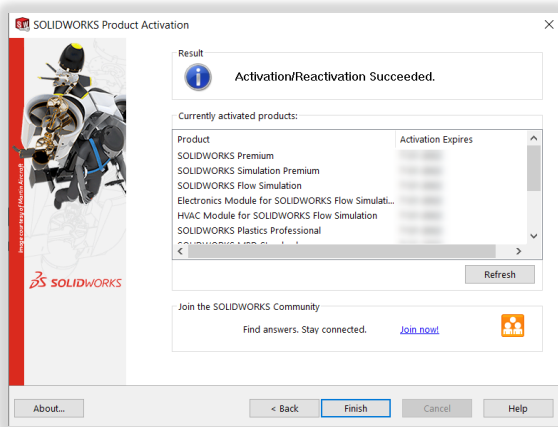 SOLIDWORKS Product Activation
Result
Activation/Reactivation Succeeded.
Currently activated products:
Product Activation Expires
SOLIDWORKS Premium
SOLIDWORKS Simulation Premium
SOLIDWORKS Flow Simulation
Electronics Module for SOLIDWORKS Flow Simulati...
HVAC Module for SOLIDWORKS Flow Simulation
SOLIDWORKS Plastics Professional
SOLIDWORKS MBD Standard
Refresh
Image courtesy of Martin Aircraft
SOLIDWORKS
Join the SOLIDWORKS Community
Find answers. Stay connected. Join now!
About... < Back Finish Cancel Help